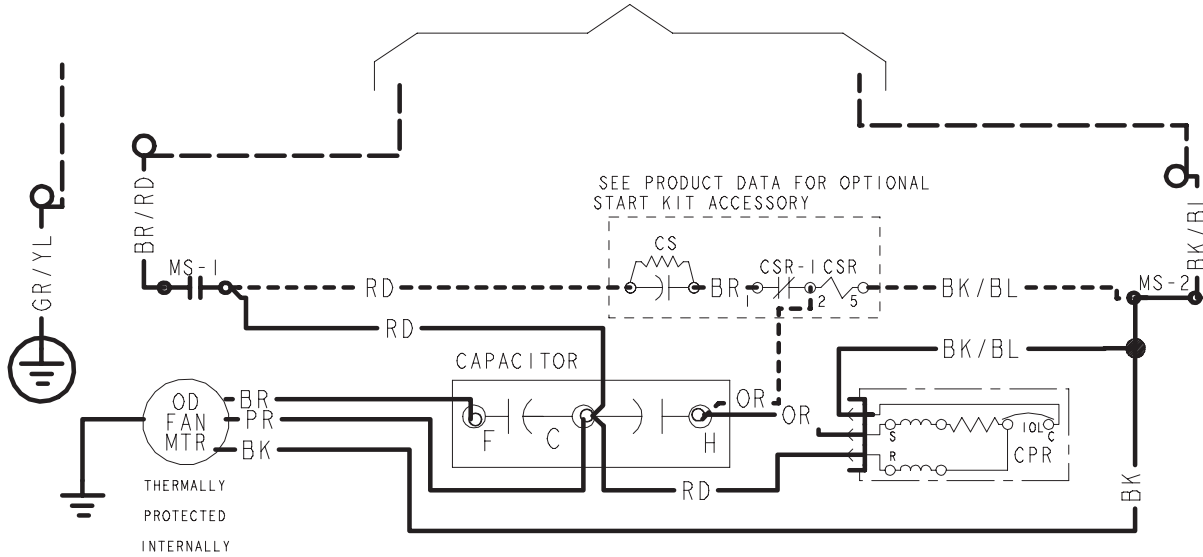 SEE PRODUCT DATA FOR OPTIONAL
START KIT ACCESSORY
BR/RD
GR/YL
BK/BL
CS
MS-1
CSR-1 CSR
MS-2
RD
BR
1
2
5
BK/BL
RD
BK/BL
CAPACITOR
OD
FAN
MTR
BR
PR
BK
F
C
H
OR
OR
S
R
IOL
C
CPR
RD
BK
THERMALLY
PROTECTED
INTERNALLY